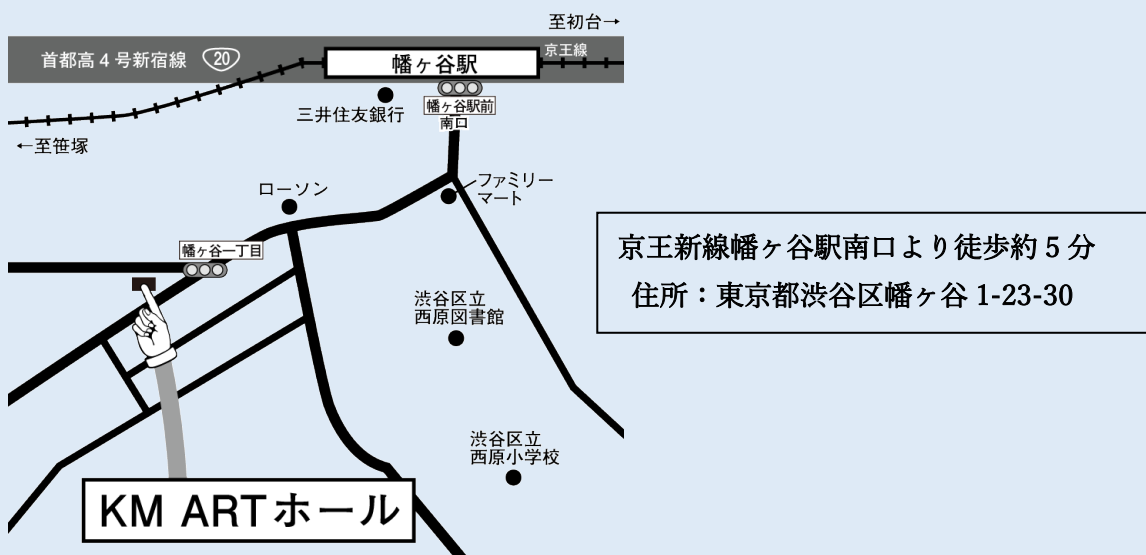 至初台→
首都高4号新宿線 20
京王線
幡ヶ谷駅
三井住友銀行
幡ヶ谷駅前
南口
←至笹塚
ローソン
ファミリー
マート
幡ヶ谷一丁目
渋谷区立
西原図書館
渋谷区立
西原小学校
KM ARTホール
京王新線幡ヶ谷駅南口より徒歩約5分
住所：東京都渋谷区幡ヶ谷1-23-30